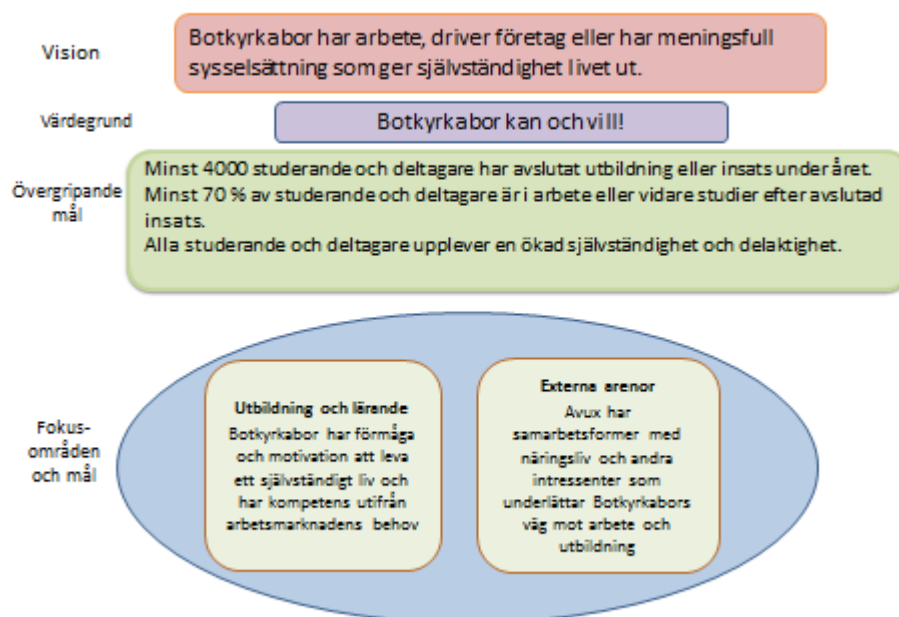 Vision
Botkyrkabor har arbete, driver företag eller har meningsfull
sysselsättning som ger självständighet livet ut.
Värdegrund
Botkyrkabor kan och vill!
Övergripande
mål
Minst 4000 studerande och deltagare har avslutat utbildning eller insats under året.
Minst 70 % av studerande och deltagare är i arbete eller vidare studier efter avslutad
insats.
Alla studerande och deltagare upplever en ökad självständighet och delaktighet.
Fokus-
områden
och mål
Utbildning och lärande
Botkyrkabor har förmåga
och motivation att leva
ett självständigt liv och
har kompetens utifrån
arbetsmarknadens behov
Externa arenor
Avux har
samarbetsformer med
näringsliv och andra
intressenter som
underlättar Botkyrkabors
väg mot arbete och
utbildning